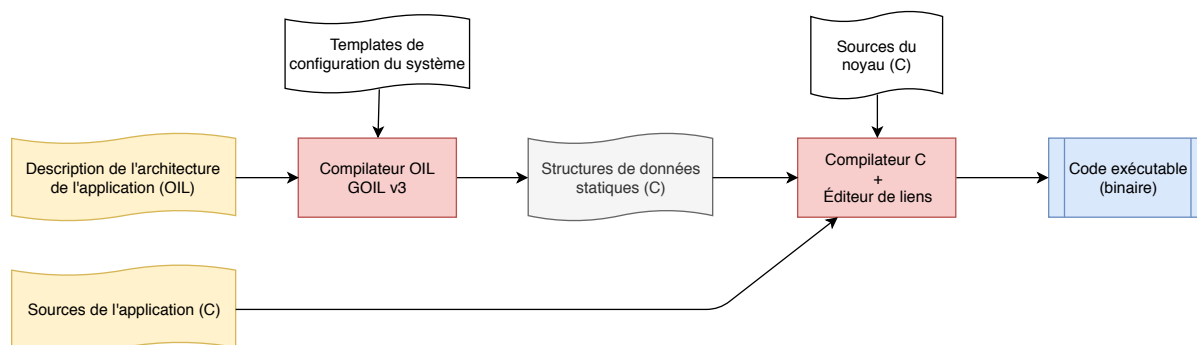 Templates de
configuration du système
Sources du
noyau (C)
Description de l'architecture
de l'application (OIL)
Compilateur OIL
GOIL v3
Structures de données
statiques (C)
Compilateur C
+
Éditeur de liens
Code exécutable
(binaire)
Sources de l'application (C)